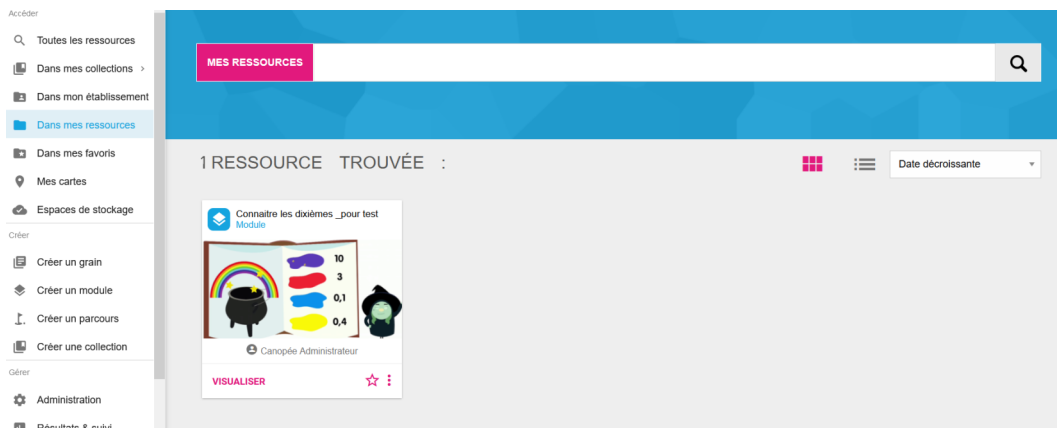 Accéder
Toutes les ressources
Dans mes collections >
Dans mon établissement
Dans mes ressources
Dans mes favoris
Mes cartes
Espaces de stockage
Créer
Créer un grain
Créer un module
Créer un parcours
Créer une collection
Gérer
Administration
Résultats & suivi
MES RESSOURCES
1 RESSOURCE TROUVÉE :
Date décroissante
Connaitre les dixièmes _pour test
Module
10
3
0,1
0,4
Canopée Administrateur
VISUALISER